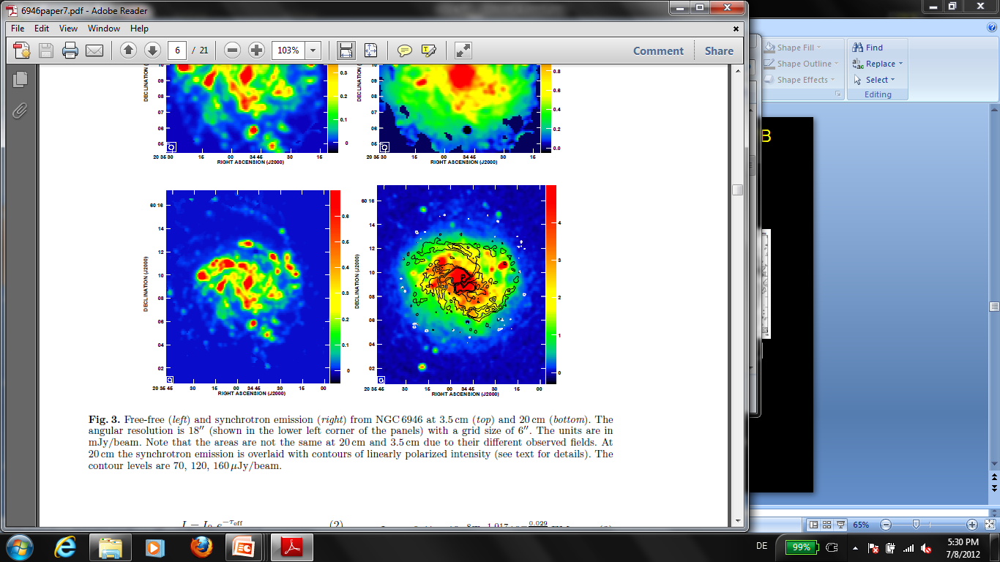 6946paper7.pdf - Adobe Reader
File Edit View Window Help
6 / 21 103% Comment Share
Shape Fill
Shape Outline
Shape Effects
Find
Replace
Select
Editing
B
DECLINATION (J2000)
09
08
07
06
05
0.3
0.2
0.1
0
20 35 30 15 00 34 45 30 15
RIGHT ASCENSION (J2000)
09
08
07
06
05
0.8
0.6
0.4
0.2
0.0
20 35 30 15 00 34 45 30 15
RIGHT ASCENSION (J2000)
DECLINATION (J2000)
60 16
14
12
10
08
06
04
02
0.6
0.4
0.3
0.2
0.1
0
20 35 45 30 15 00 34 45 30 15 00
RIGHT ASCENSION (J2000)
DECLINATION (J2000)
60 16
14
12
10
08
06
04
02
4
3
2
1
0
20 35 45 30 15 00 34 45 30 15 00
RIGHT ASCENSION (J2000)
Fig. 3. Free-free (left) and synchrotron emission (right) from NGC 6946 at 3.5 cm (top) and 20 cm (bottom). The
angular resolution is 18″ (shown in the lower left corner of the panels) with a grid size of 6″. The units are in
mJy/beam. Note that the areas are not the same at 20 cm and 3.5 cm due to their different observed fields. At
20 cm the synchrotron emission is overlaid with contours of linearly polarized intensity (see text for details). The
contour levels are 70, 120, 160 μJy/beam.
(2)
65%
DE
99%
5:30 PM
7/8/2012